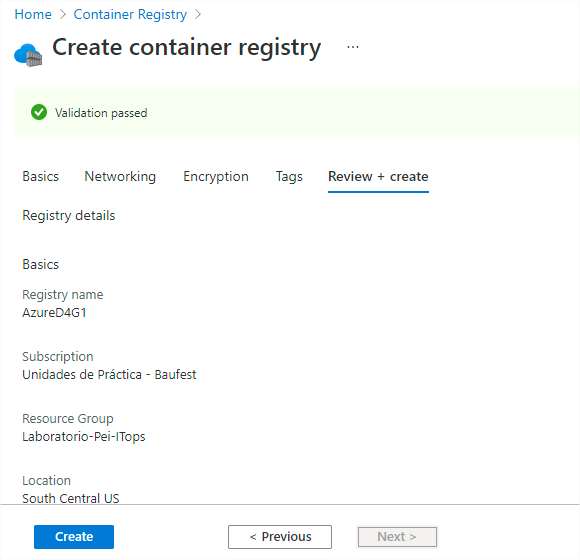 Home > Container Registry >
Create container registry ...
Validation passed
Basics Networking Encryption Tags Review + create
Registry details
Basics
Registry name
AzureD4G1
Subscription
Unidades de Práctica - Baufest
Resource Group
Laboratorio-Pei-ITops
Location
South Central US
Create < Previous Next >